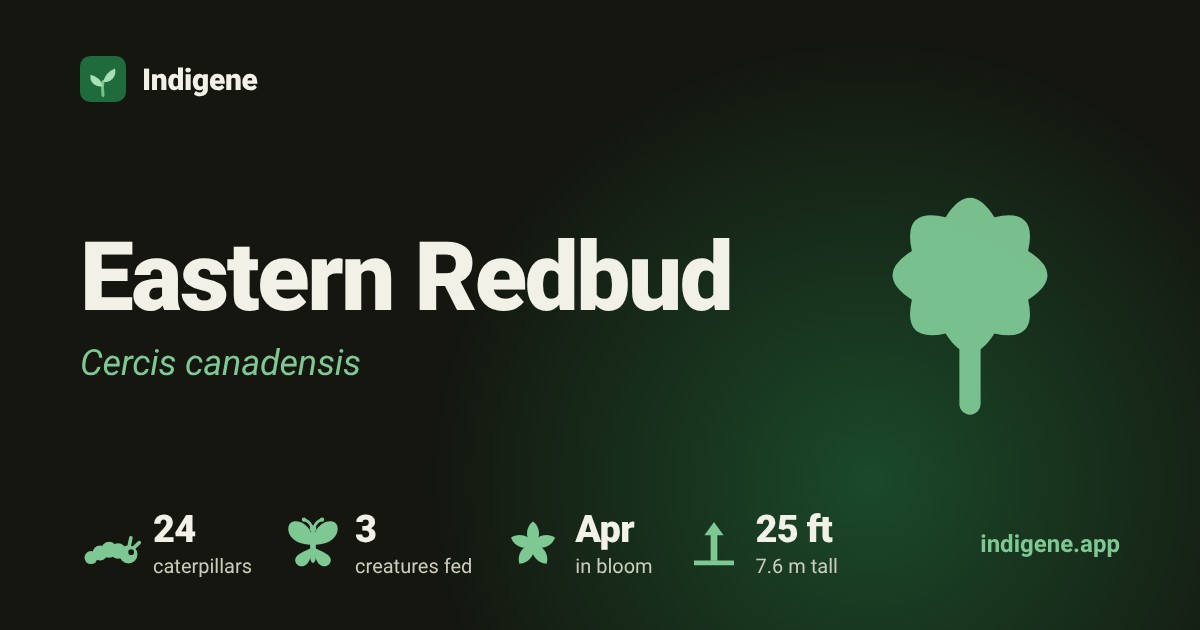 Indigene
Eastern Redbud
Cercis canadensis
24
caterpillars
3
creatures fed
Apr
in bloom
25 ft
7.6 m tall
indigene.app